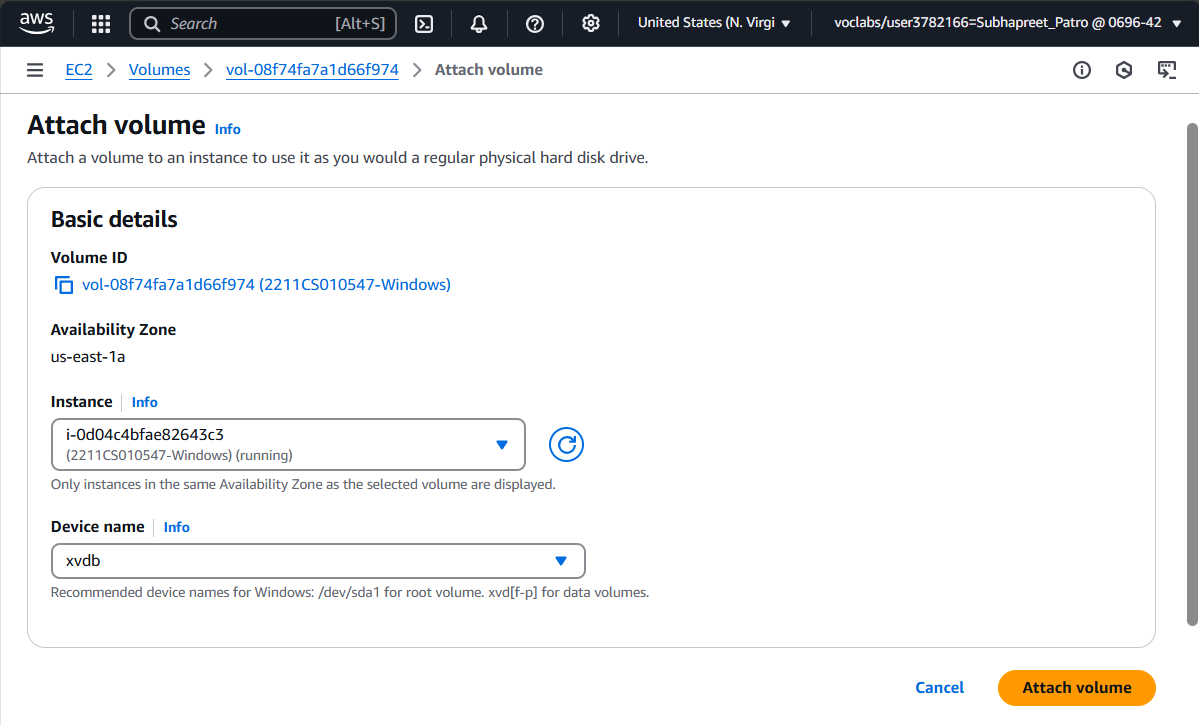 aws
Search [Alt+S] United States (N. Virgi voclabs/user3782166=Subhapreet_Patro @ 0696-42
EC2 Volumes vol-08f74fa7a1d66f974 Attach volume
Attach volume Info
Attach a volume to an instance to use it as you would a regular physical hard disk drive.
Basic details
Volume ID
vol-08f74fa7a1d66f974 (2211CS010547-Windows)
Availability Zone
us-east-1a
Instance Info
i-0d04c4bfae82643c3
(2211CS010547-Windows) (running)
Only instances in the same Availability Zone as the selected volume are displayed.
Device name Info
xvdb
Recommended device names for Windows: /dev/sda1 for root volume. xvd[f-p] for data volumes.
Cancel Attach volume